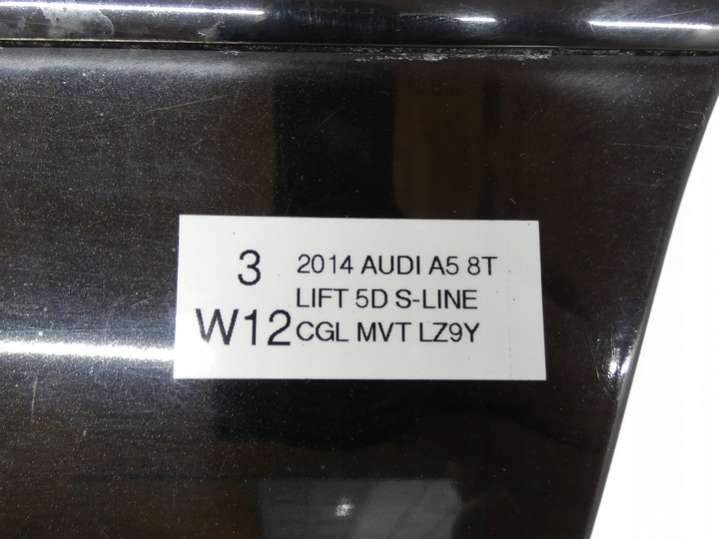 3
W12
2014 AUDI A5 8T
LIFT 5D S-LINE
CGL MVT LZ9Y